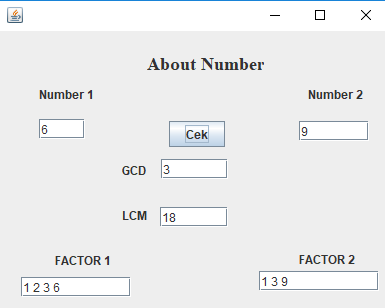 About Number
Number 1
Number 2
6
Cek
9
GCD
3
LCM
18
FACTOR 1
FACTOR 2
1 2 3 6
1 3 9